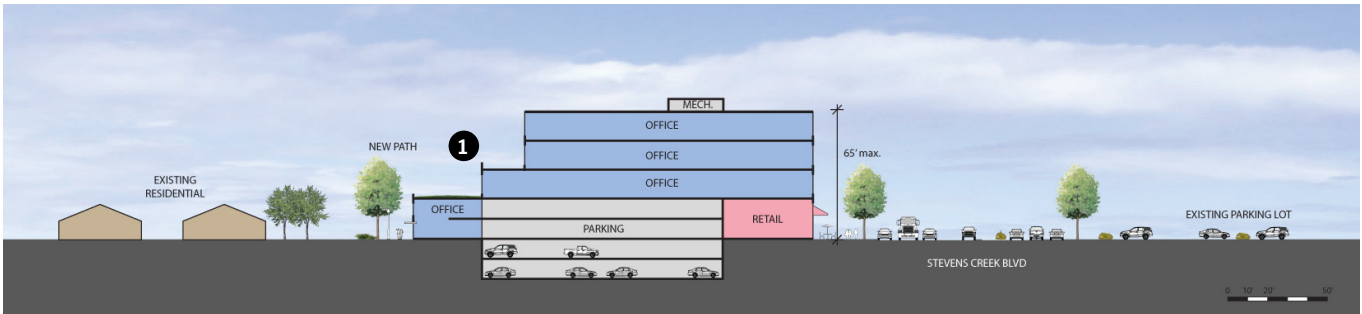 MECH.
OFFICE
NEW PATH
1
OFFICE
65' max.
EXISTING
RESIDENTIAL
OFFICE
OFFICE
RETAIL
EXISTING PARKING LOT
PARKING
STEVENS CREEK BLVD
0 10' 20' 50'